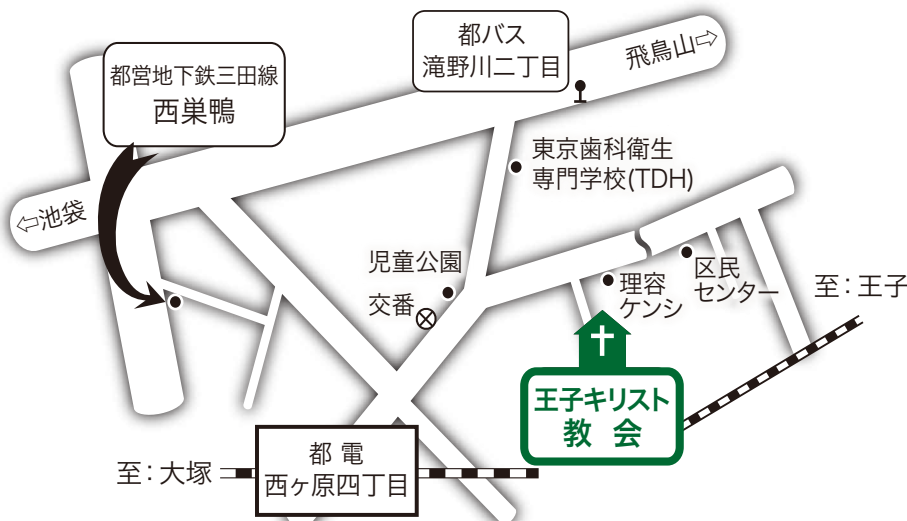 都バス
滝野川二丁目
飛鳥山⇨
都営地下鉄三田線
西巣鴨
東京歯科衛生
専門学校(TDH)
⇦池袋
児童公園
交番
理容
ケンシ
区民
センター
至：王子
王子キリスト
教 会
都 電
西ヶ原四丁目
至：大塚